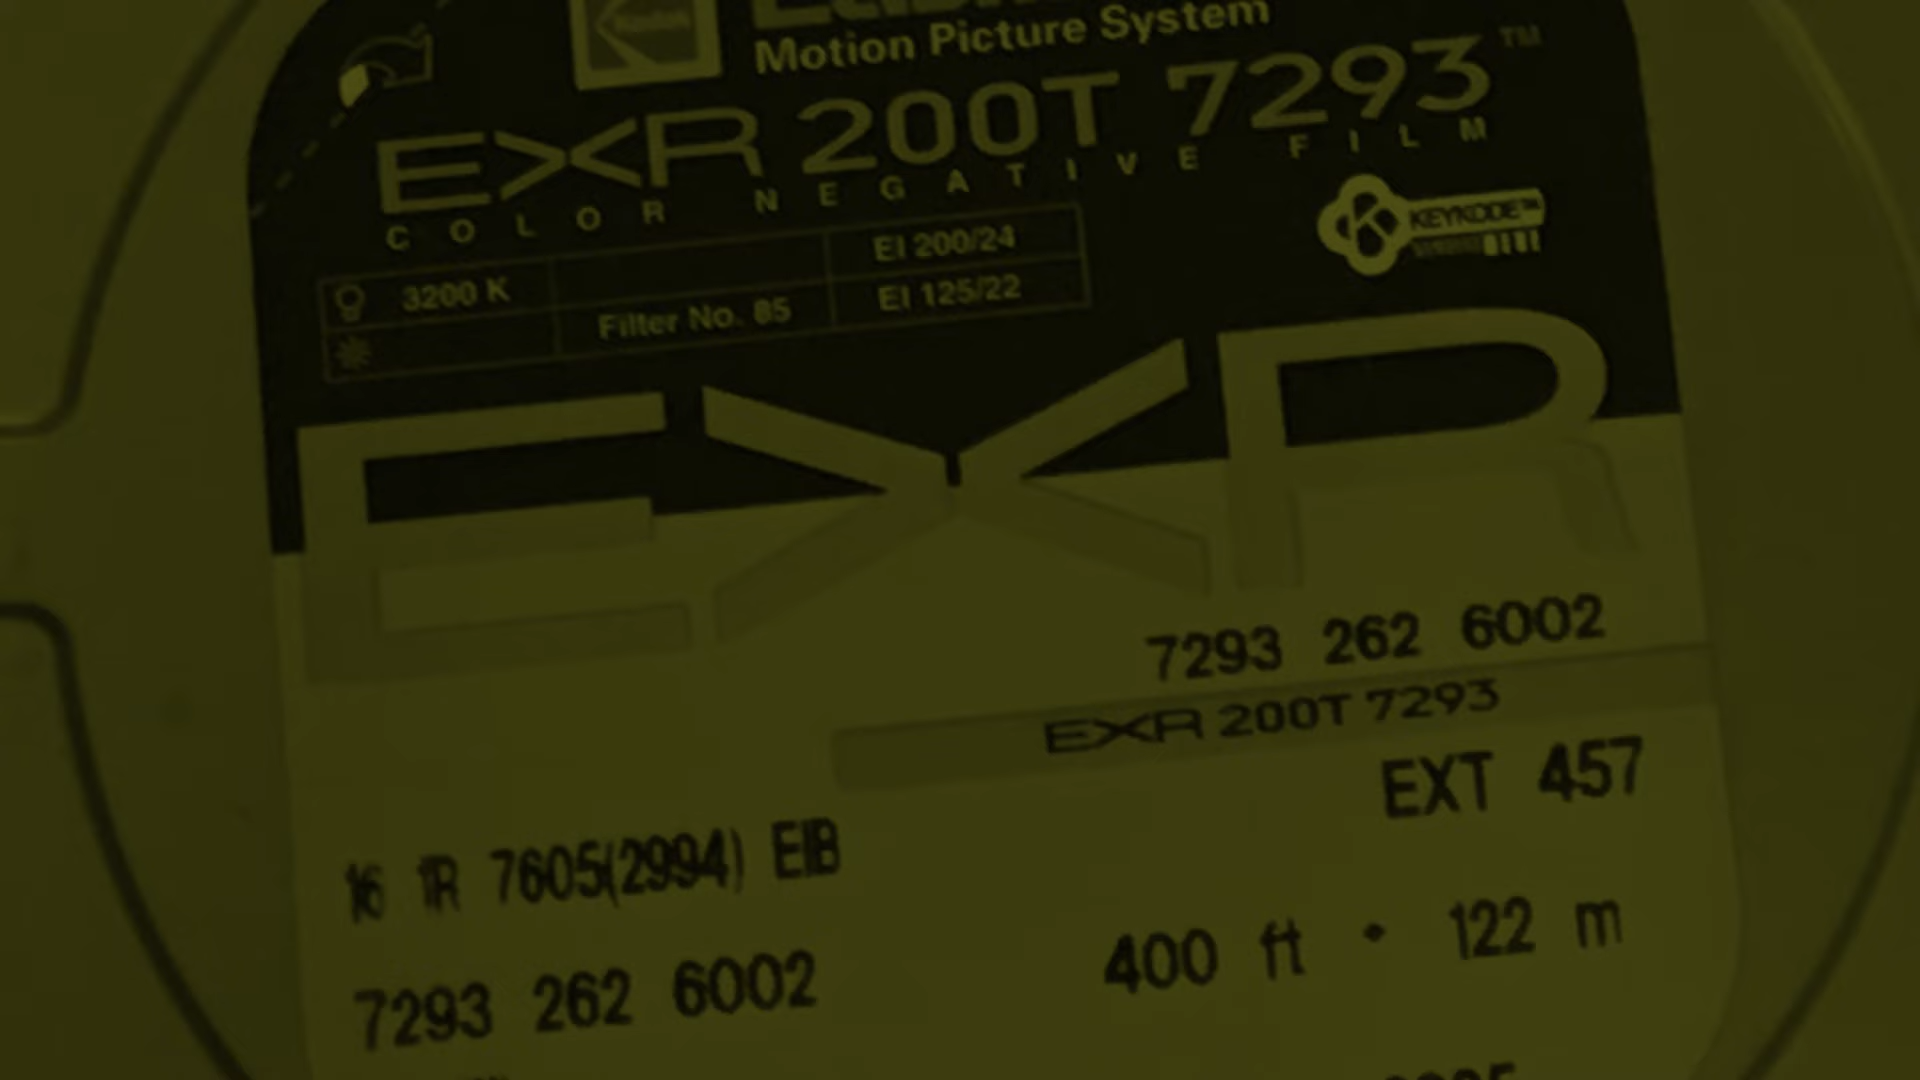 Kodak
Motion Picture System
EXR 200T 7293™
COLOR NEGATIVE FILM
3200 K
EI 200/24
Filter No. 85
EI 125/22
KEYKODE™
EXR
7293 262 6002
EXR 200T 7293
EXT 457
16 1R 7605(2994) EIB
400 ft • 122 m
7293 262 6002